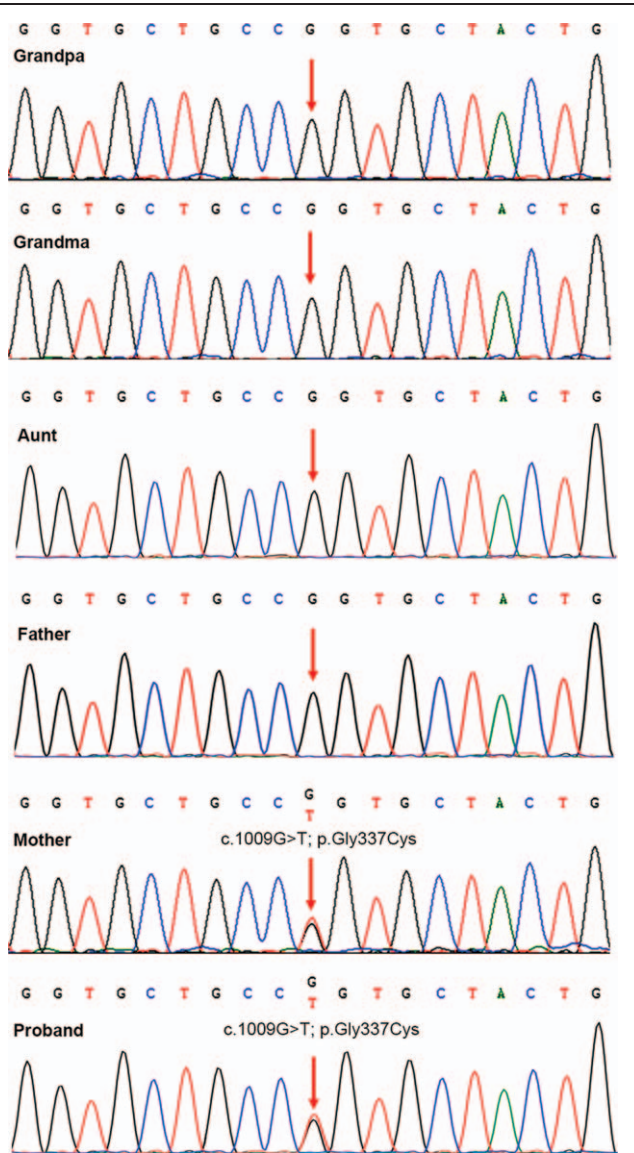 G G T G C T G C C G G T G C T A C T G
Grandpa
G G T G C T G C C G G T G C T A C T G
Grandma
G G T G C T G C C G G T G C T A C T G
Aunt
G G T G C T G C C G G T G C T A C T G
Father
G
G G T G C T G C C G T G C T A C T G
T
Mother
c.1009G>T; p.Gly337Cys
G
G G T G C T G C C G T G C T A C T G
T
Proband
c.1009G>T; p.Gly337Cys